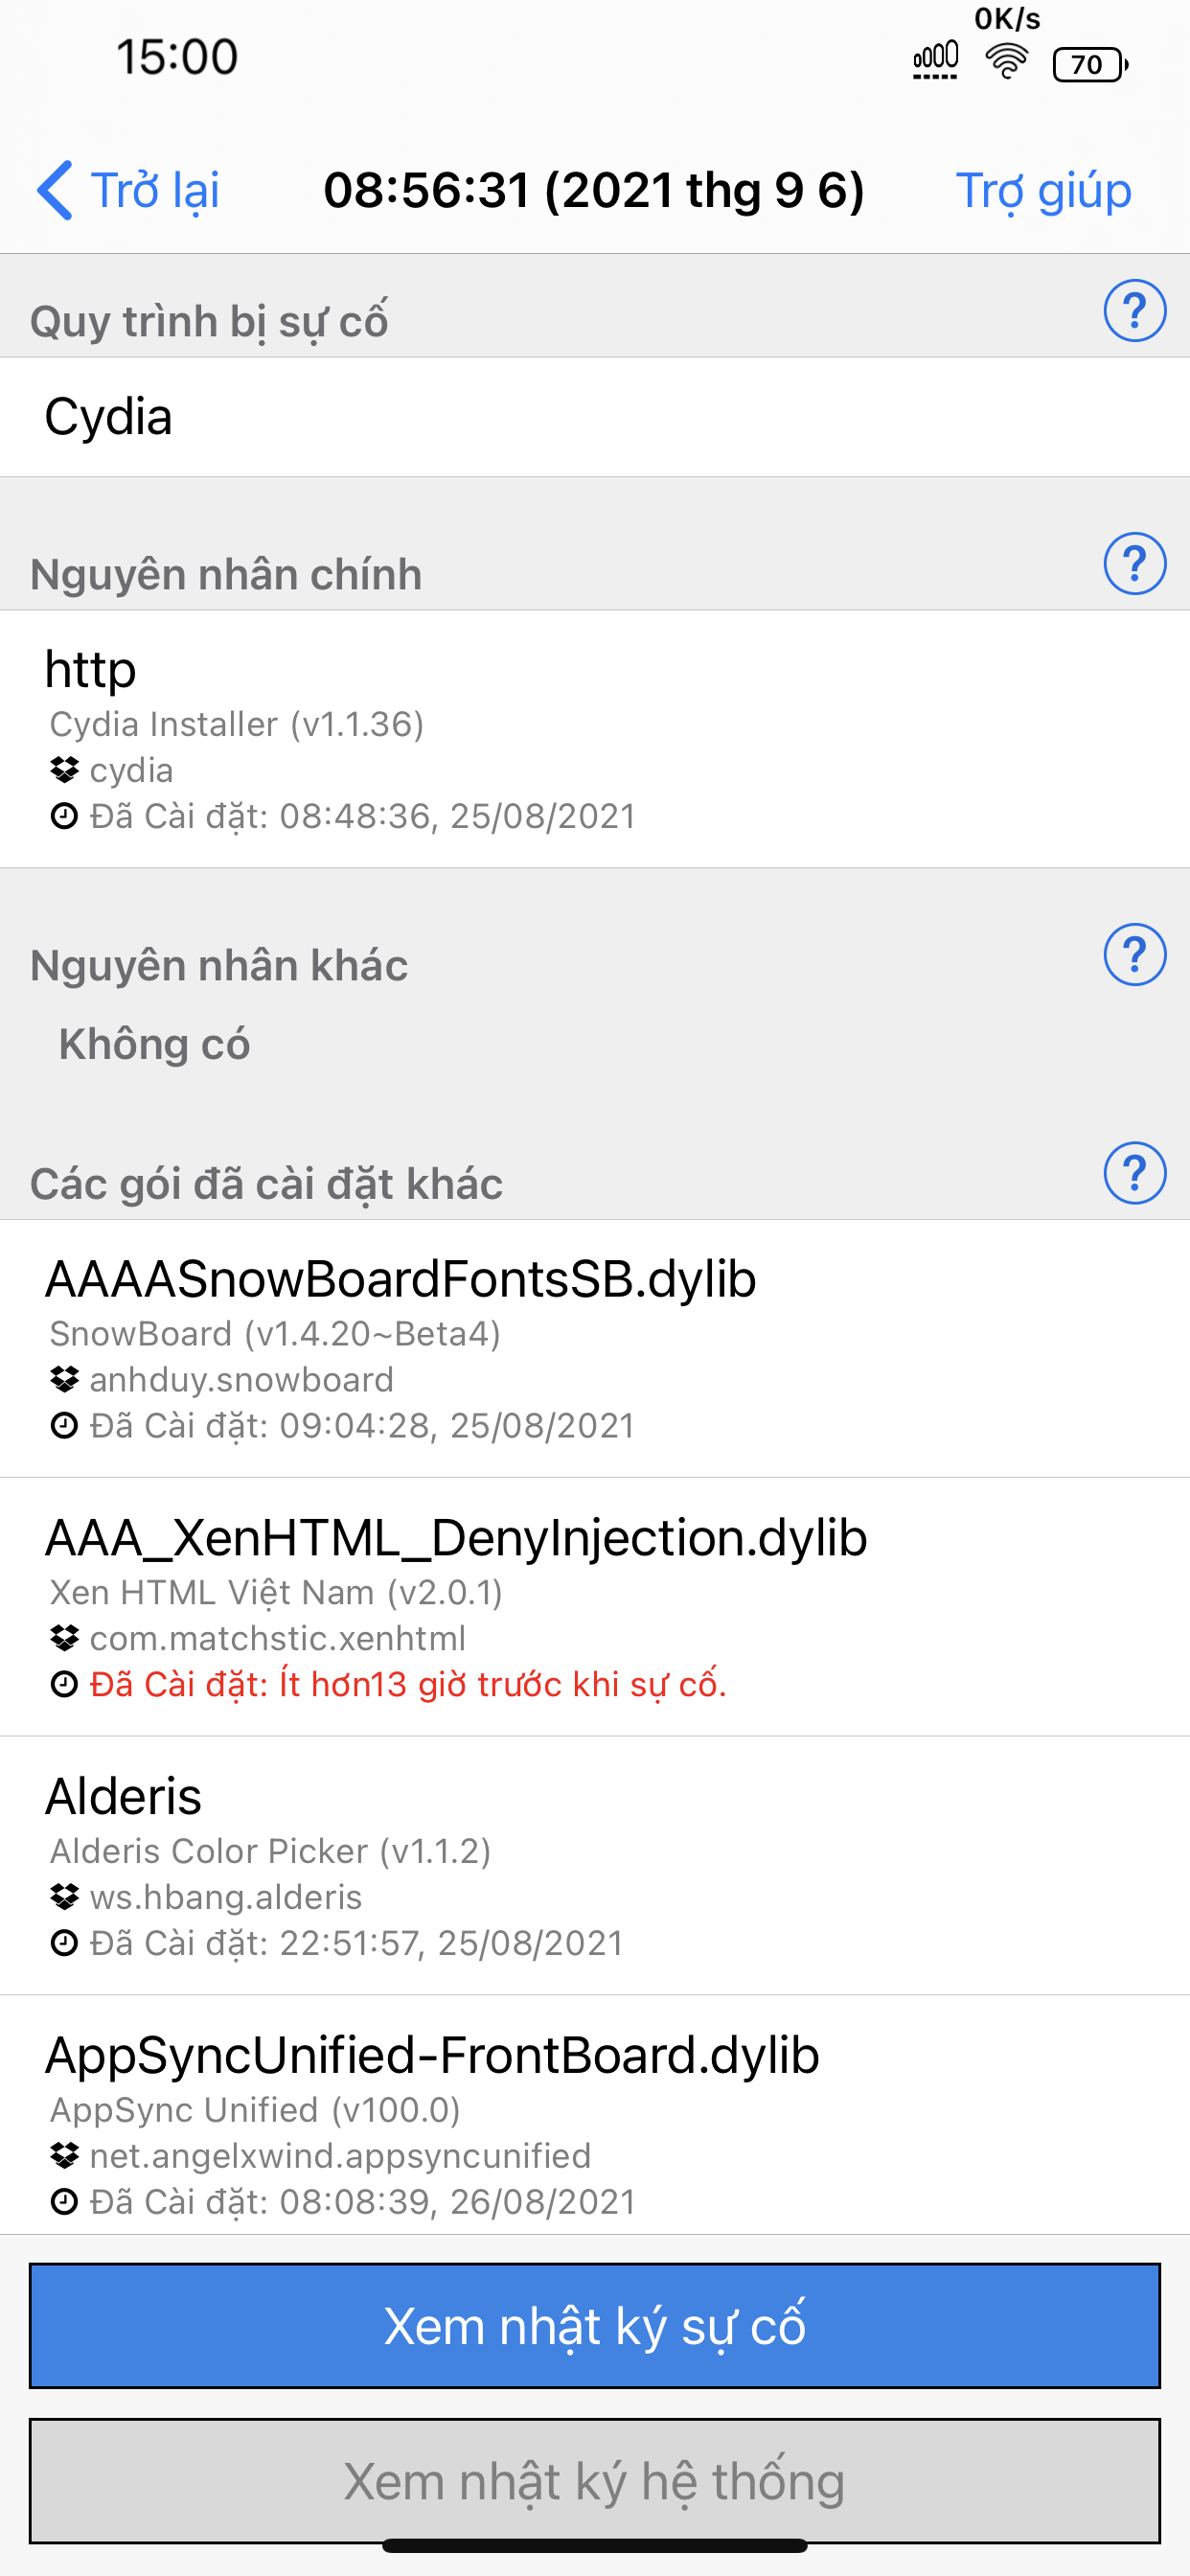 0K/s
15:00
70
Trở lại
08:56:31 (2021 thg 9 6)
Trợ giúp
Quy trình bị sự cố
?
Cydia
Nguyên nhân chính
?
http
Cydia Installer (v1.1.36)
cydia
Đã Cài đặt: 08:48:36, 25/08/2021
Nguyên nhân khác
?
Không có
Các gói đã cài đặt khác
?
AAAASnowBoardFontsSB.dylib
SnowBoard (v1.4.20~Beta4)
anhduy.snowboard
Đã Cài đặt: 09:04:28, 25/08/2021
AAA_XenHTML_DenyInjection.dylib
Xen HTML Việt Nam (v2.0.1)
com.matchstic.xenhtml
Đã Cài đặt: Ít hơn13 giờ trước khi sự cố.
Alderis
Alderis Color Picker (v1.1.2)
ws.hbang.alderis
Đã Cài đặt: 22:51:57, 25/08/2021
AppSyncUnified-FrontBoard.dylib
AppSync Unified (v100.0)
net.angelxwind.appsyncunified
Đã Cài đặt: 08:08:39, 26/08/2021
Xem nhật ký sự cố
Xem nhật ký hệ thống